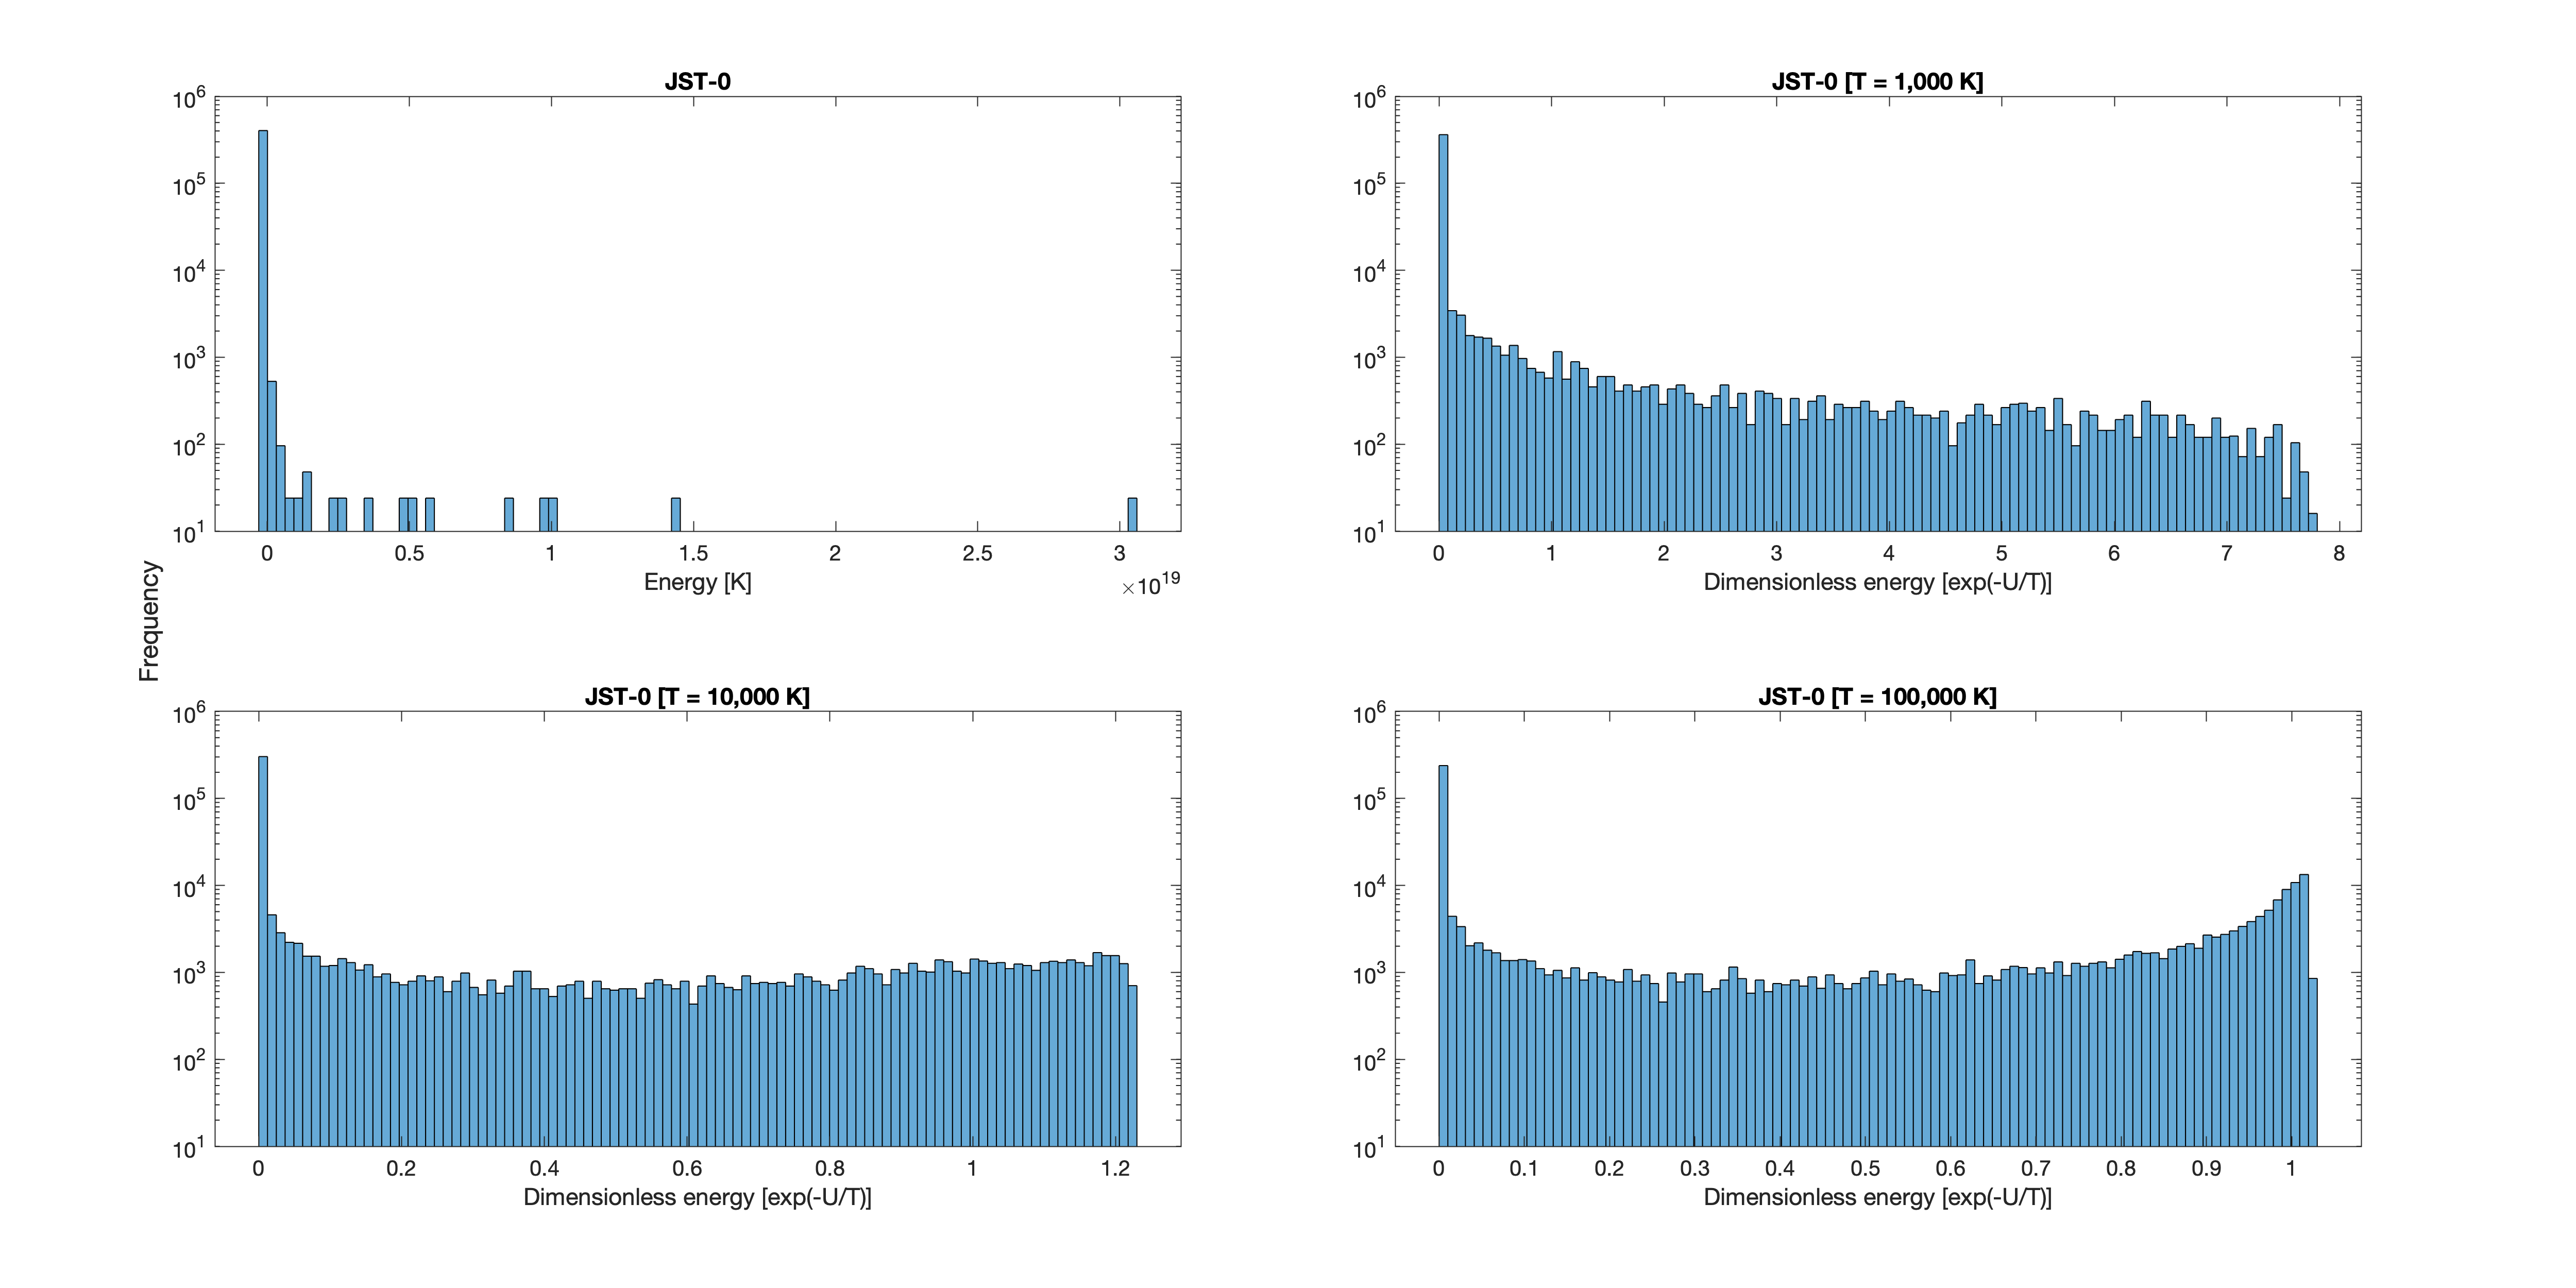 JST-0
10^6
10^5
10^4
10^3
10^2
10^1
0 0.5 1 1.5 2 2.5 3
Energy [K]
×10^19
JST-0 [T = 1,000 K]
10^6
10^5
10^4
10^3
10^2
10^1
0 1 2 3 4 5 6 7 8
Dimensionless energy [exp(-U/T)]
Frequency
JST-0 [T = 10,000 K]
10^6
10^5
10^4
10^3
10^2
10^1
0 0.2 0.4 0.6 0.8 1 1.2
Dimensionless energy [exp(-U/T)]
JST-0 [T = 100,000 K]
10^6
10^5
10^4
10^3
10^2
10^1
0 0.1 0.2 0.3 0.4 0.5 0.6 0.7 0.8 0.9 1
Dimensionless energy [exp(-U/T)]